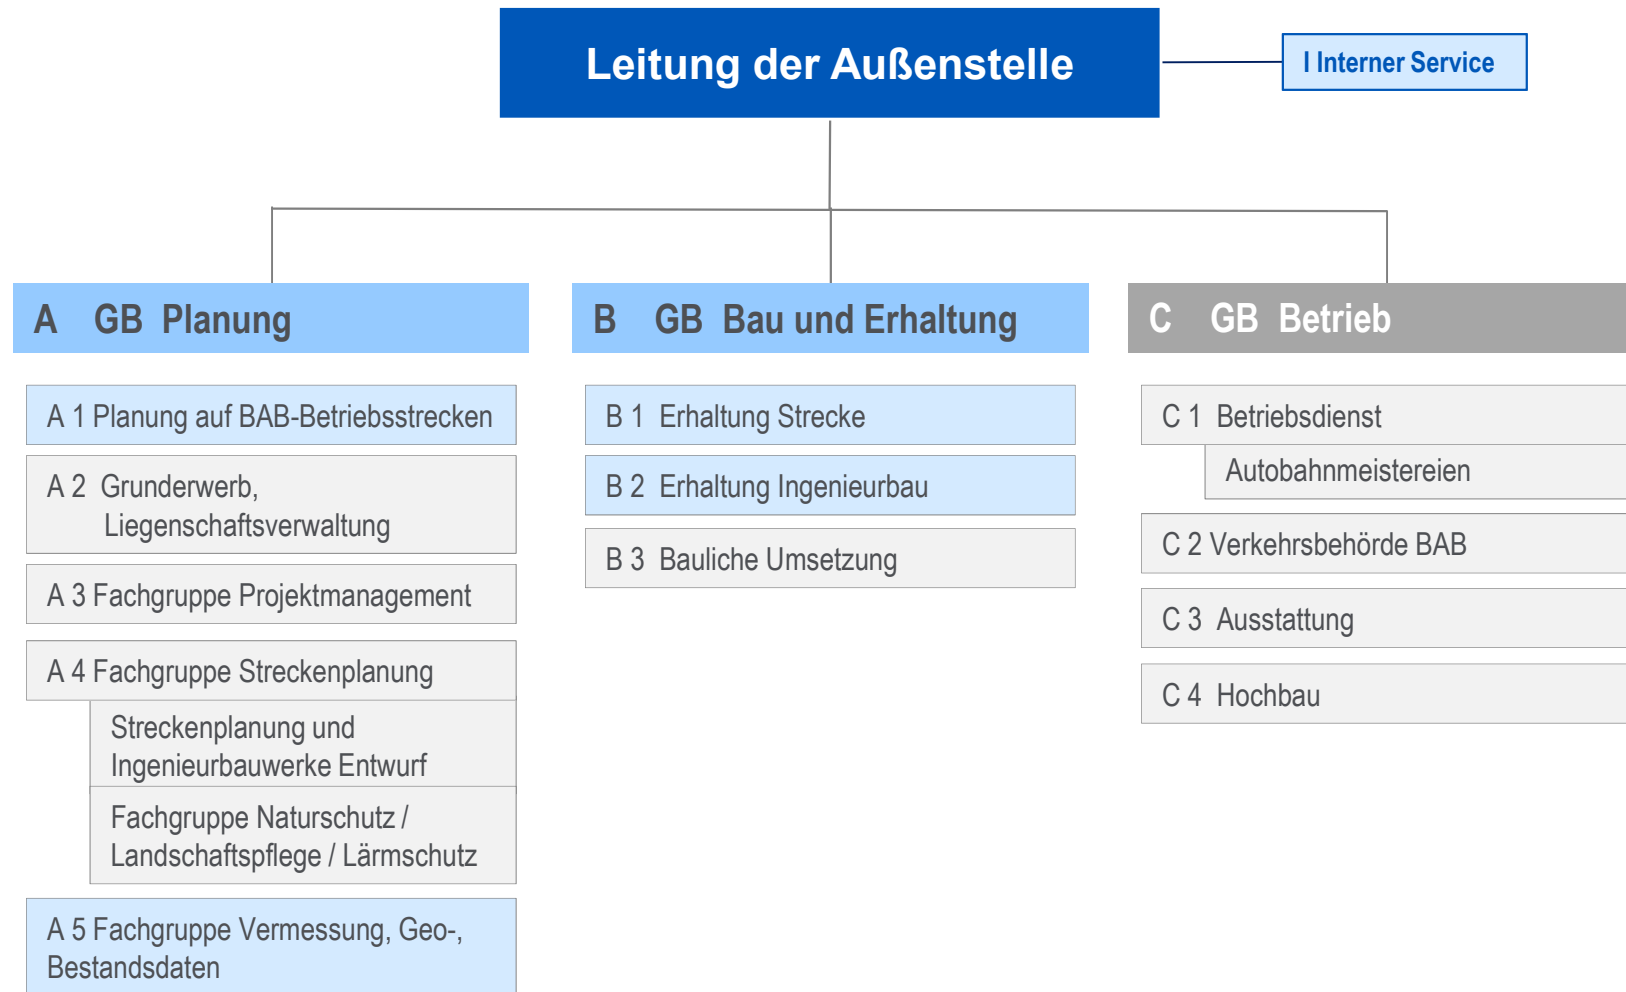 Leitung der Außenstelle
I Interner Service
A GB Planung
A 1 Planung auf BAB-Betriebsstrecken
A 2 Grunderwerb,
Liegenschaftsverwaltung
A 3 Fachgruppe Projektmanagement
A 4 Fachgruppe Streckenplanung
Streckenplanung und
Ingenieurbauwerke Entwurf
Fachgruppe Naturschutz /
Landschaftspflege / Lärmschutz
A 5 Fachgruppe Vermessung, Geo-,
Bestandsdaten
B GB Bau und Erhaltung
B 1 Erhaltung Strecke
B 2 Erhaltung Ingenieurbau
B 3 Bauliche Umsetzung
C GB Betrieb
C 1 Betriebsdienst
Autobahnmeistereien
C 2 Verkehrsbehörde BAB
C 3 Ausstattung
C 4 Hochbau